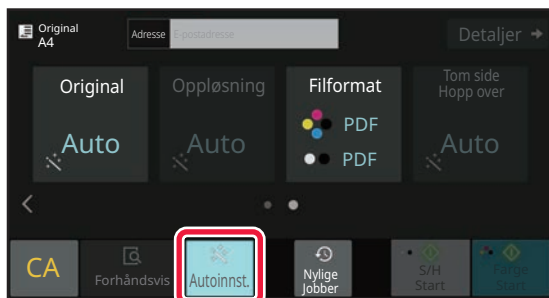 Original
A4
Adresse
E-postadresse
Detaljer
Original
Auto
Oppløsning
Auto
Filformat
PDF
PDF
Tom side
Hopp over
Auto
CA
Forhåndsvis
Autoinnst.
Nylige
Jobber
S/H
Start
Farge
Start